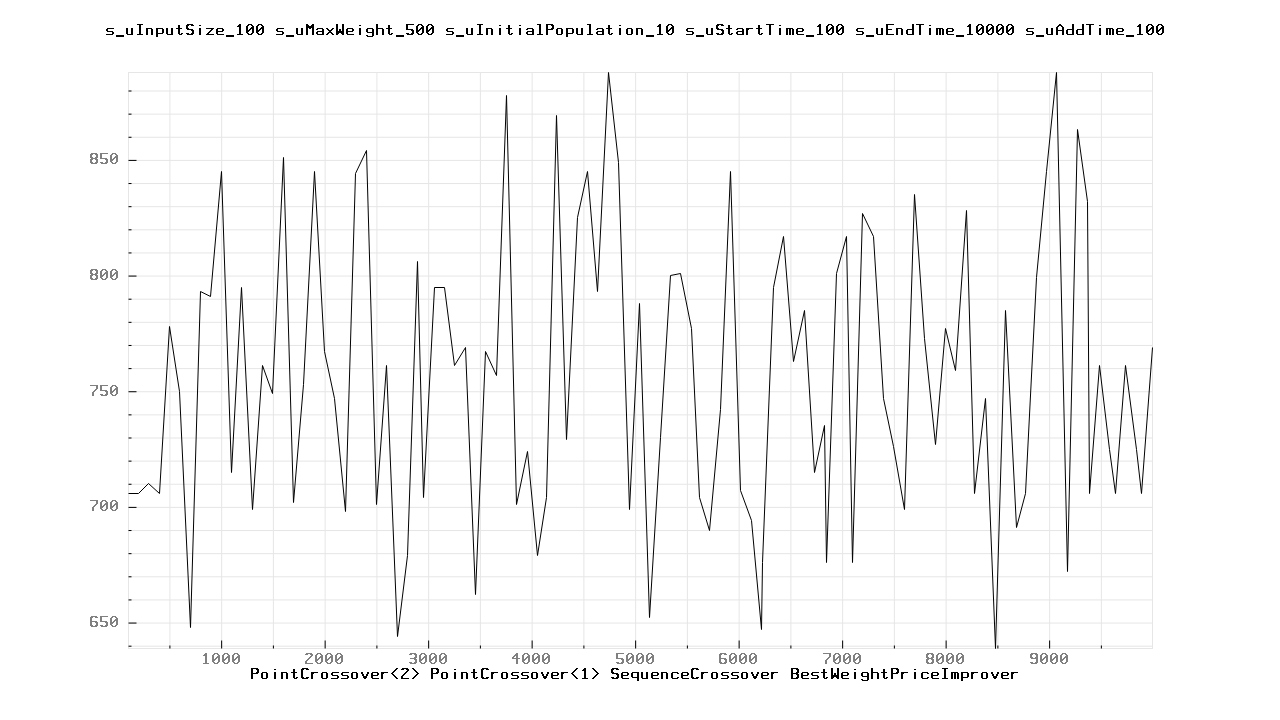 s_uInputSize_100 s_uMaxWeight_500 s_uInitialPopulation_10 s_uStartTime_100 s_uEndTime_10000 s_uAddTime_100
850
800
750
700
650
1000 2000 3000 4000 5000 6000 7000 8000 9000
PointCrossover<2> PointCrossover<1> SequenceCrossover BestWeightPriceImprover